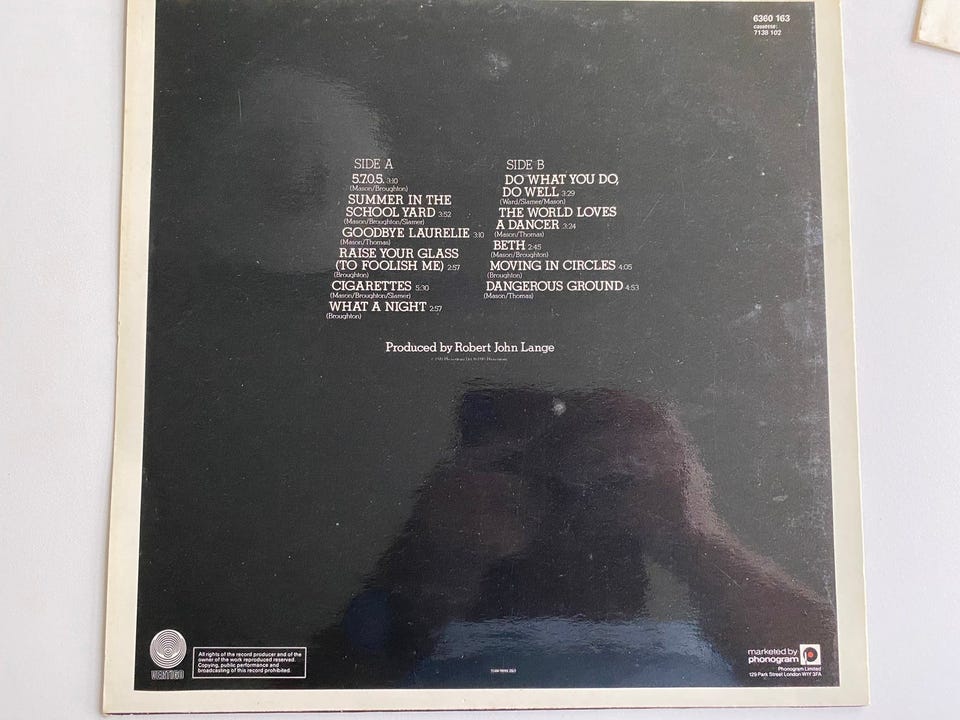 6360 163
cassette:
7138 102
SIDE A
5.7.0.5. 3:10
(Mason/Broughton)
SUMMER IN THE
SCHOOL YARD 3:52
(Mason/Broughton/Slamer)
GOODBYE LAURELIE 3:10
(Mason/Thomas)
RAISE YOUR GLASS
(TO FOOLISH ME) 2:57
(Broughton)
CIGARETTES 5:30
(Mason/Broughton/Slamer)
WHAT A NIGHT 2:57
(Broughton)
SIDE B
DO WHAT YOU DO,
DO WELL 3:29
(Ward/Slamer/Mason)
THE WORLD LOVES
A DANCER 3:24
(Mason/Thomas)
BETH 2:45
(Mason/Broughton)
MOVING IN CIRCLES 4:05
(Broughton)
DANGEROUS GROUND 4:53
(Mason/Thomas)
Produced by Robert John Lange
VERTIGO
All rights of the record producer and of the
owner of the work reproduced reserved.
Copying, public performance and
broadcasting of this record prohibited.
marketed by
phonogram
Phonogram Limited
129 Park Street London W1Y 3FA